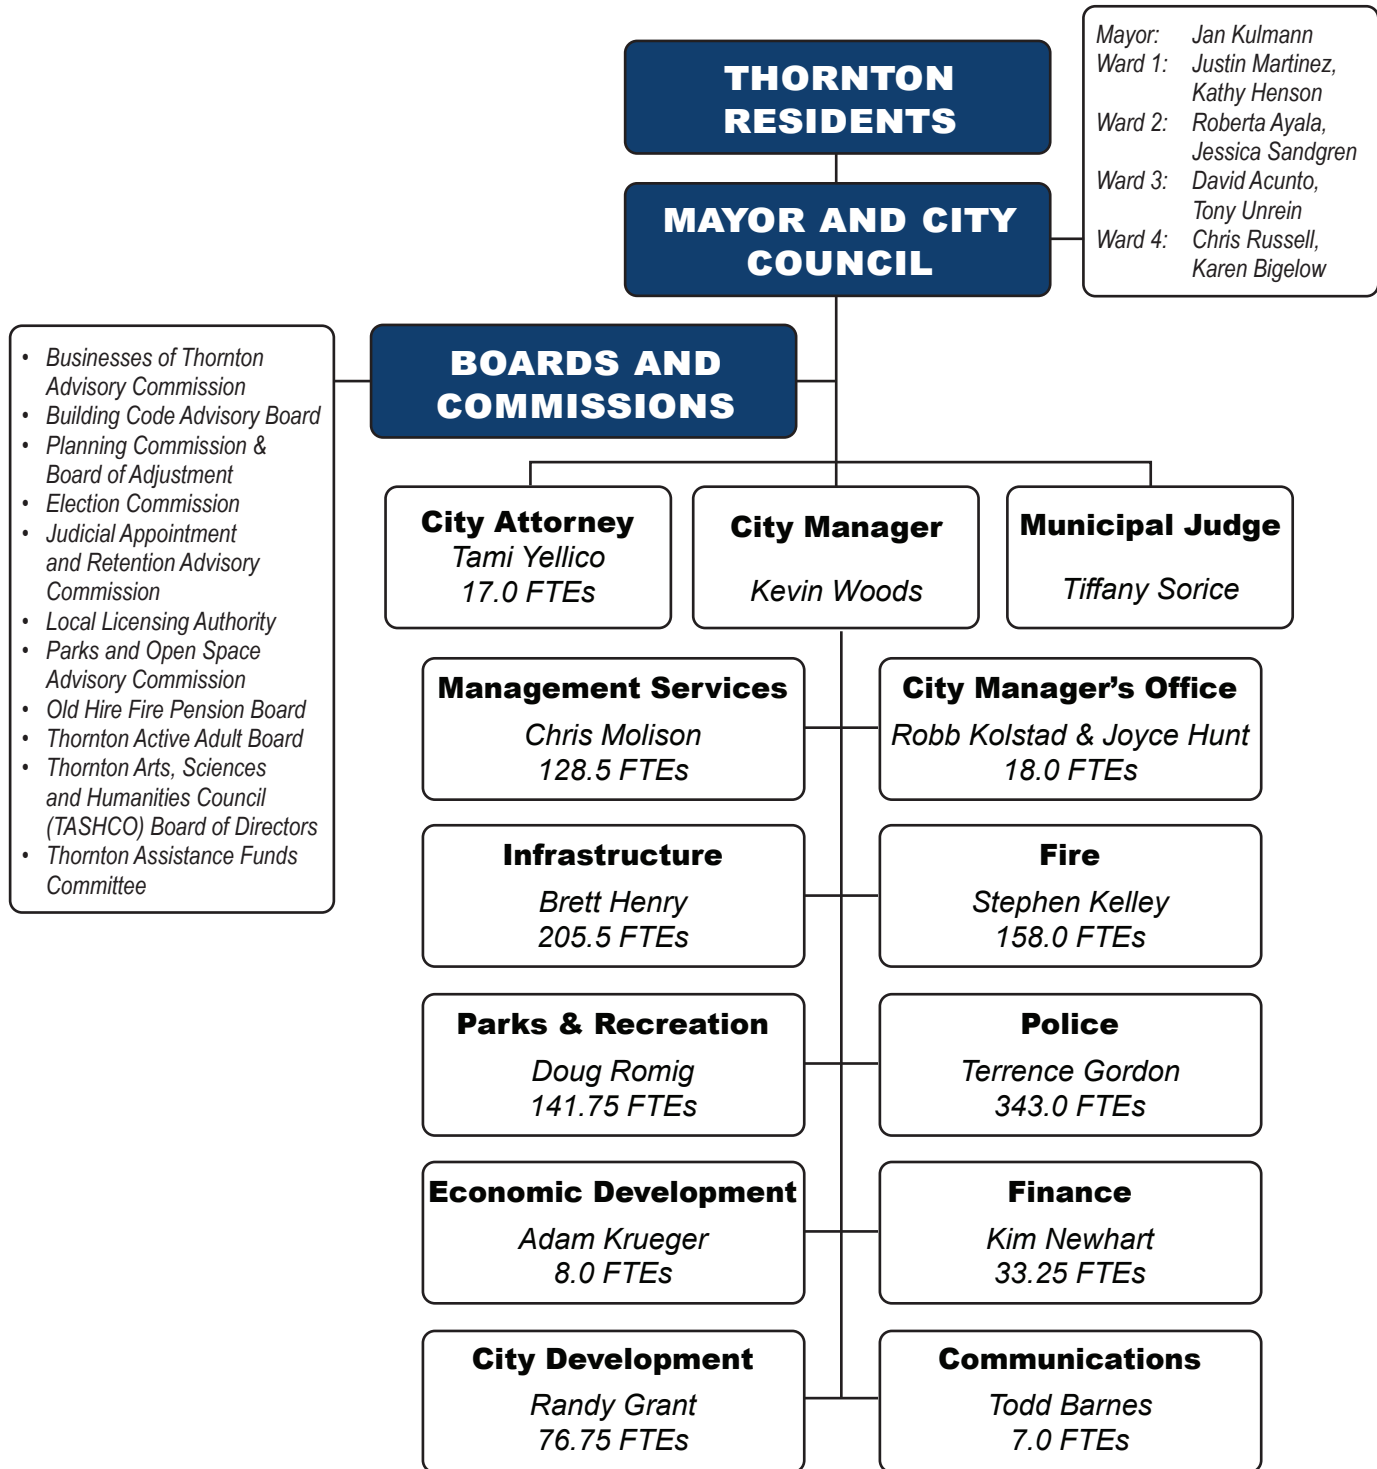 THORNTON
RESIDENTS
Mayor: Jan Kulmann
Ward 1: Justin Martinez,
Kathy Henson
Ward 2: Roberta Ayala,
Jessica Sandgren
Ward 3: David Acunto,
Tony Unrein
Ward 4: Chris Russell,
Karen Bigelow
MAYOR AND CITY
COUNCIL
BOARDS AND
COMMISSIONS
• Businesses of Thornton
Advisory Commission
• Building Code Advisory Board
• Planning Commission &
Board of Adjustment
• Election Commission
• Judicial Appointment
and Retention Advisory
Commission
• Local Licensing Authority
• Parks and Open Space
Advisory Commission
• Old Hire Fire Pension Board
• Thornton Active Adult Board
• Thornton Arts, Sciences
and Humanities Council
(TASHCO) Board of Directors
• Thornton Assistance Funds
Committee
City Attorney
Tami Yellico
17.0 FTEs
City Manager
Kevin Woods
Municipal Judge
Tiffany Sorice
Management Services
Chris Molison
128.5 FTEs
City Manager’s Office
Robb Kolstad & Joyce Hunt
18.0 FTEs
Infrastructure
Brett Henry
205.5 FTEs
Fire
Stephen Kelley
158.0 FTEs
Parks & Recreation
Doug Romig
141.75 FTEs
Police
Terrence Gordon
343.0 FTEs
Economic Development
Adam Krueger
8.0 FTEs
Finance
Kim Newhart
33.25 FTEs
City Development
Randy Grant
76.75 FTEs
Communications
Todd Barnes
7.0 FTEs